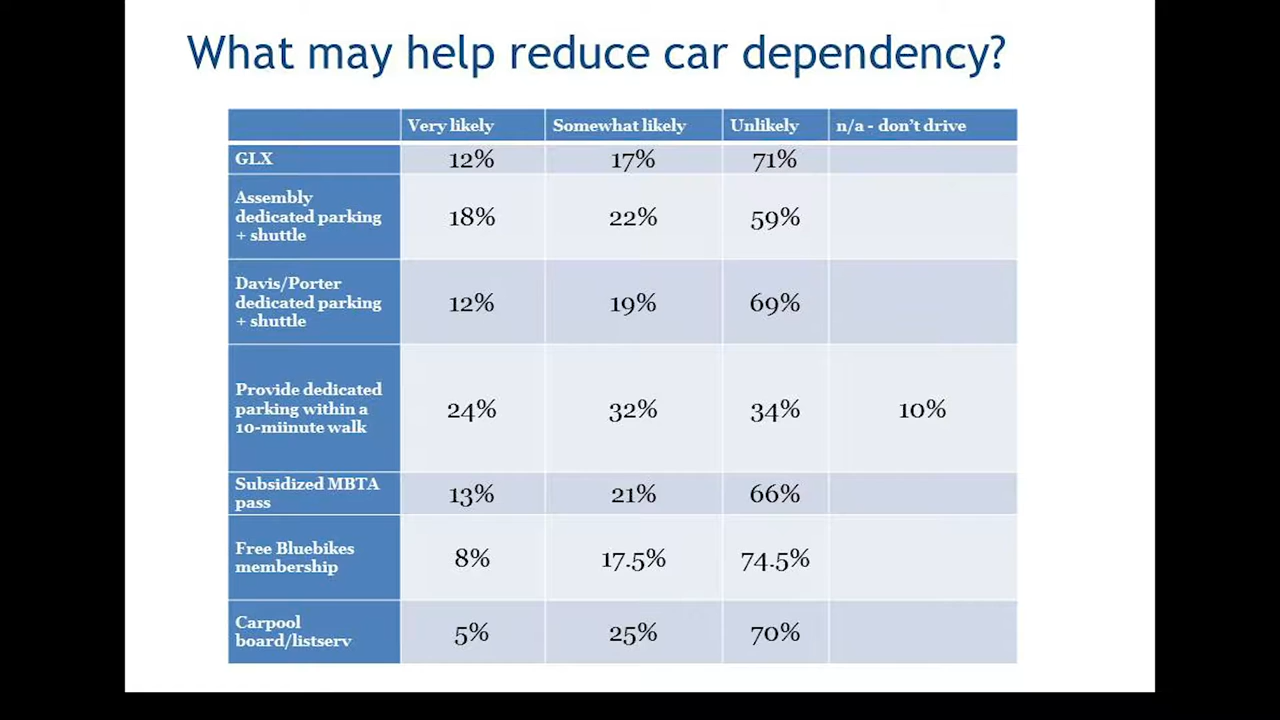 What may help reduce car dependency?
Very likely Somewhat likely Unlikely n/a - don't drive
GLX 12% 17% 71%
Assembly
dedicated parking
+ shuttle
18% 22% 59%
Davis/Porter
dedicated parking
+ shuttle
12% 19% 69%
Provide dedicated
parking within a
10-miinute walk
24% 32% 34% 10%
Subsidized MBTA
pass
13% 21% 66%
Free Bluebikes
membership
8% 17.5% 74.5%
Carpool
board/listserv
5% 25% 70%